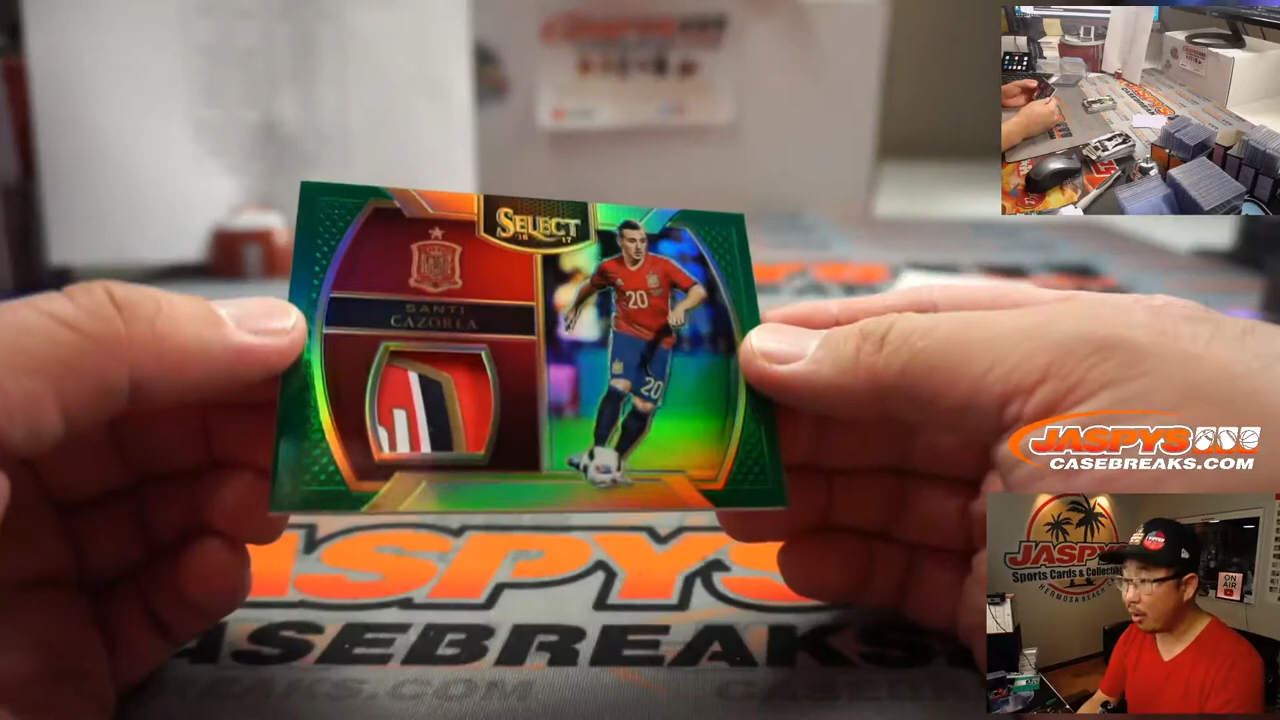 SELECT
16 17
SANTI
CAZORLA
20
20
JASPYS
CASEBREAKS.COM
JASPYS
CASEBREAKS
JASPYS
Sports Cards & Collectib
HERMOSA BEACH
ON
AIR